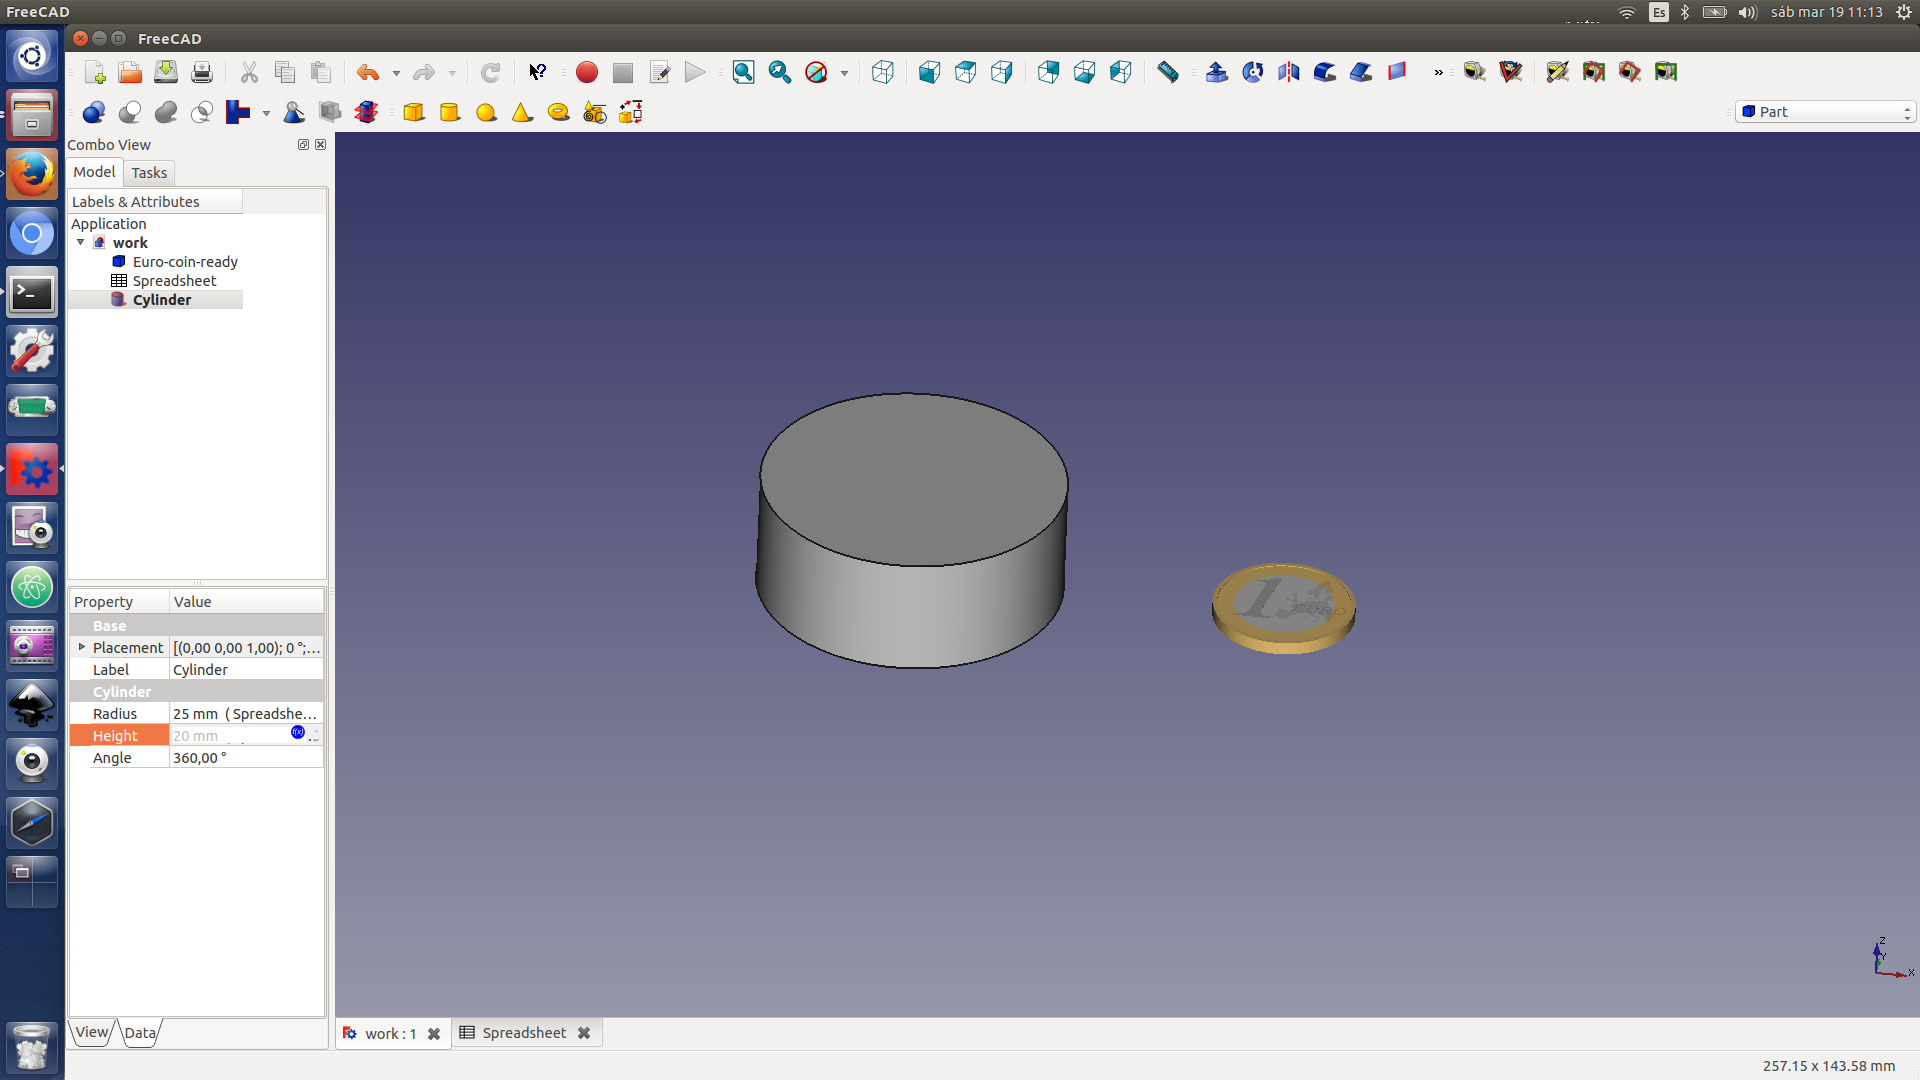 FreeCAD
Es
sáb mar 19 11:13
FreeCAD
Part
Combo View
Model
Tasks
Labels & Attributes
Application
work
Euro-coin-ready
Spreadsheet
Cylinder
Property Value
Base
Placement [(0,00 0,00 1,00); 0 °;...
Label Cylinder
Cylinder
Radius 25 mm ( Spreadshe...
Height 20 mm
Angle 360,00 °
1
EURO
Z
Y
X
View
Data
work : 1
Spreadsheet
257.15 x 143.58 mm